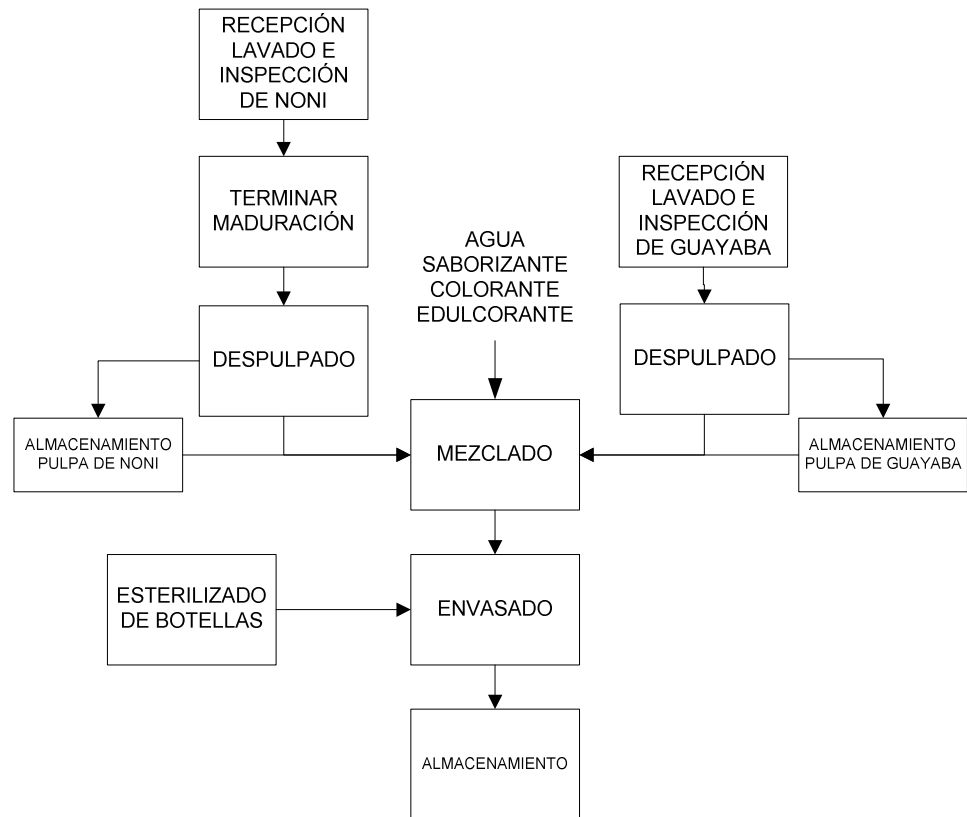 RECEPCIÓN
LAVADO E
INSPECCIÓN
DE NONI
TERMINAR
MADURACIÓN
RECEPCIÓN
LAVADO E
INSPECCIÓN
DE GUAYABA
AGUA
SABORIZANTE
COLORANTE
EDULCORANTE
DESPULPADO
DESPULPADO
ALMACENAMIENTO
PULPA DE NONI
MEZCLADO
ALMACENAMIENTO
PULPA DE GUAYABA
ESTERILIZADO
DE BOTELLAS
ENVASADO
ALMACENAMIENTO